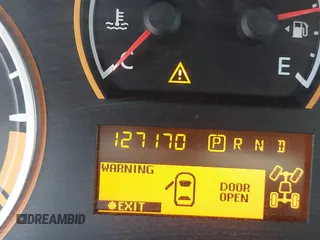 C
E
127170 P R N D
WARNING
DOOR
OPEN
EXIT
DREAMBID